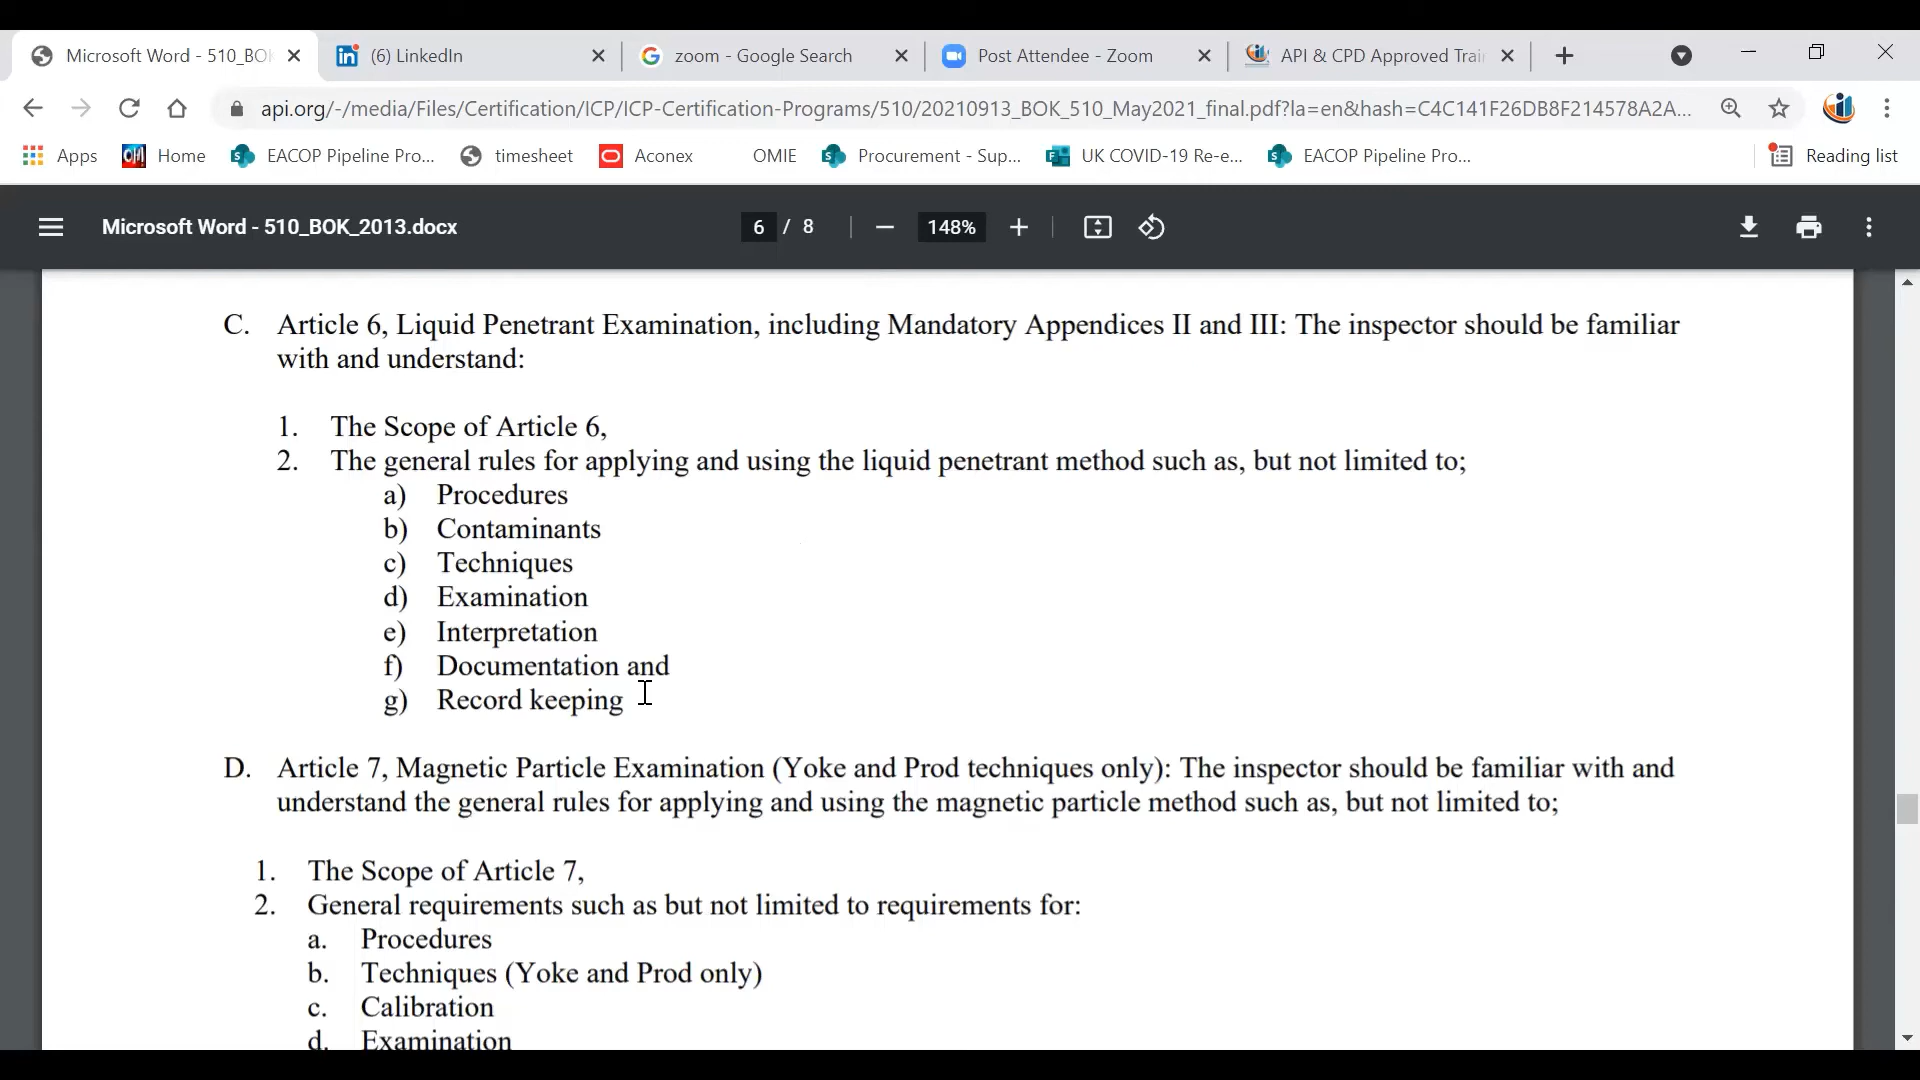 Microsoft Word - 510_BO
(6) LinkedIn
zoom - Google Search
Post Attendee - Zoom
API & CPD Approved Trai
api.org/-/media/Files/Certification/ICP/ICP-Certification-Programs/510/20210913_BOK_510_May2021_final.pdf?la=en&hash=C4C141F26DB8F214578A2A...
Apps
Home
EACOP Pipeline Pro...
timesheet
Aconex
OMIE
Procurement - Sup...
UK COVID-19 Re-e...
EACOP Pipeline Pro...
Reading list
Microsoft Word - 510_BOK_2013.docx
6 / 8
148%
C. Article 6, Liquid Penetrant Examination, including Mandatory Appendices II and III: The inspector should be familiar
with and understand:
1. The Scope of Article 6,
2. The general rules for applying and using the liquid penetrant method such as, but not limited to;
a) Procedures
b) Contaminants
c) Techniques
d) Examination
e) Interpretation
f) Documentation and
g) Record keeping
D. Article 7, Magnetic Particle Examination (Yoke and Prod techniques only): The inspector should be familiar with and
understand the general rules for applying and using the magnetic particle method such as, but not limited to;
1. The Scope of Article 7,
2. General requirements such as but not limited to requirements for:
a. Procedures
b. Techniques (Yoke and Prod only)
c. Calibration
d. Examination